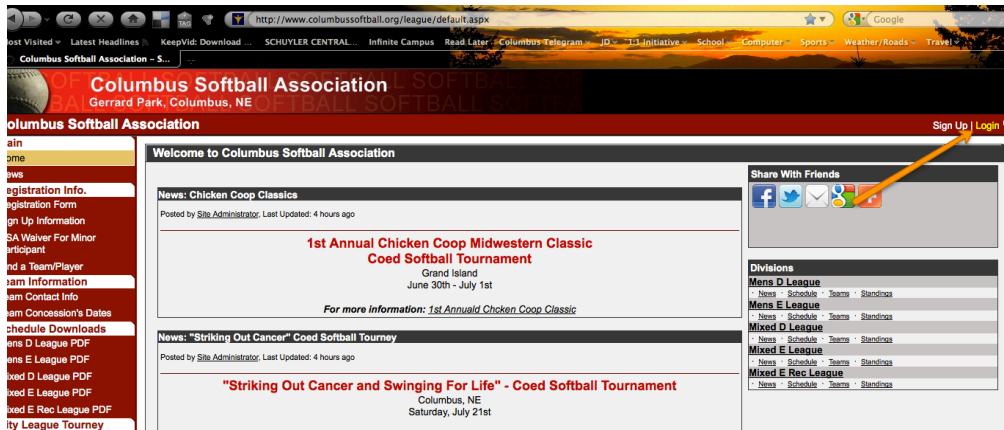 TAG
http://www.columbussoftball.org/league/default.aspx
Google
ost Visited Latest Headlines KeepVid: Download ... SCHUYLER CENTRAL... Infinite Campus Read Later Columbus Telegram JD 1:1 Initiative School Computer Sports Weather/Roads Travel
Columbus Softball Association – S...
Columbus Softball Association
Gerrard Park, Columbus, NE
olumbus Softball Association
Sign Up | Login
ain
ome
ews
egistration Info.
egistration Form
gn Up Information
SA Waiver For Minor
articipant
nd a Team/Player
eam Information
eam Contact Info
eam Concession's Dates
chedule Downloads
ens D League PDF
ens E League PDF
ixed D League PDF
ixed E League PDF
ixed E Rec League PDF
ity League Tourney
Welcome to Columbus Softball Association
News: Chicken Coop Classics
Posted by Site Administrator, Last Updated: 4 hours ago
1st Annual Chicken Coop Midwestern Classic
Coed Softball Tournament
Grand Island
June 30th - July 1st
For more information: 1st Annuald Chcken Coop Classic
News: "Striking Out Cancer" Coed Softball Tourney
Posted by Site Administrator, Last Updated: 4 hours ago
"Striking Out Cancer and Swinging For Life" - Coed Softball Tournament
Columbus, NE
Saturday, July 21st
Share With Friends
Divisions
Mens D League
· News · Schedule · Teams · Standings
Mens E League
· News · Schedule · Teams · Standings
Mixed D League
· News · Schedule · Teams · Standings
Mixed E League
· News · Schedule · Teams · Standings
Mixed E Rec League
· News · Schedule · Teams · Standings